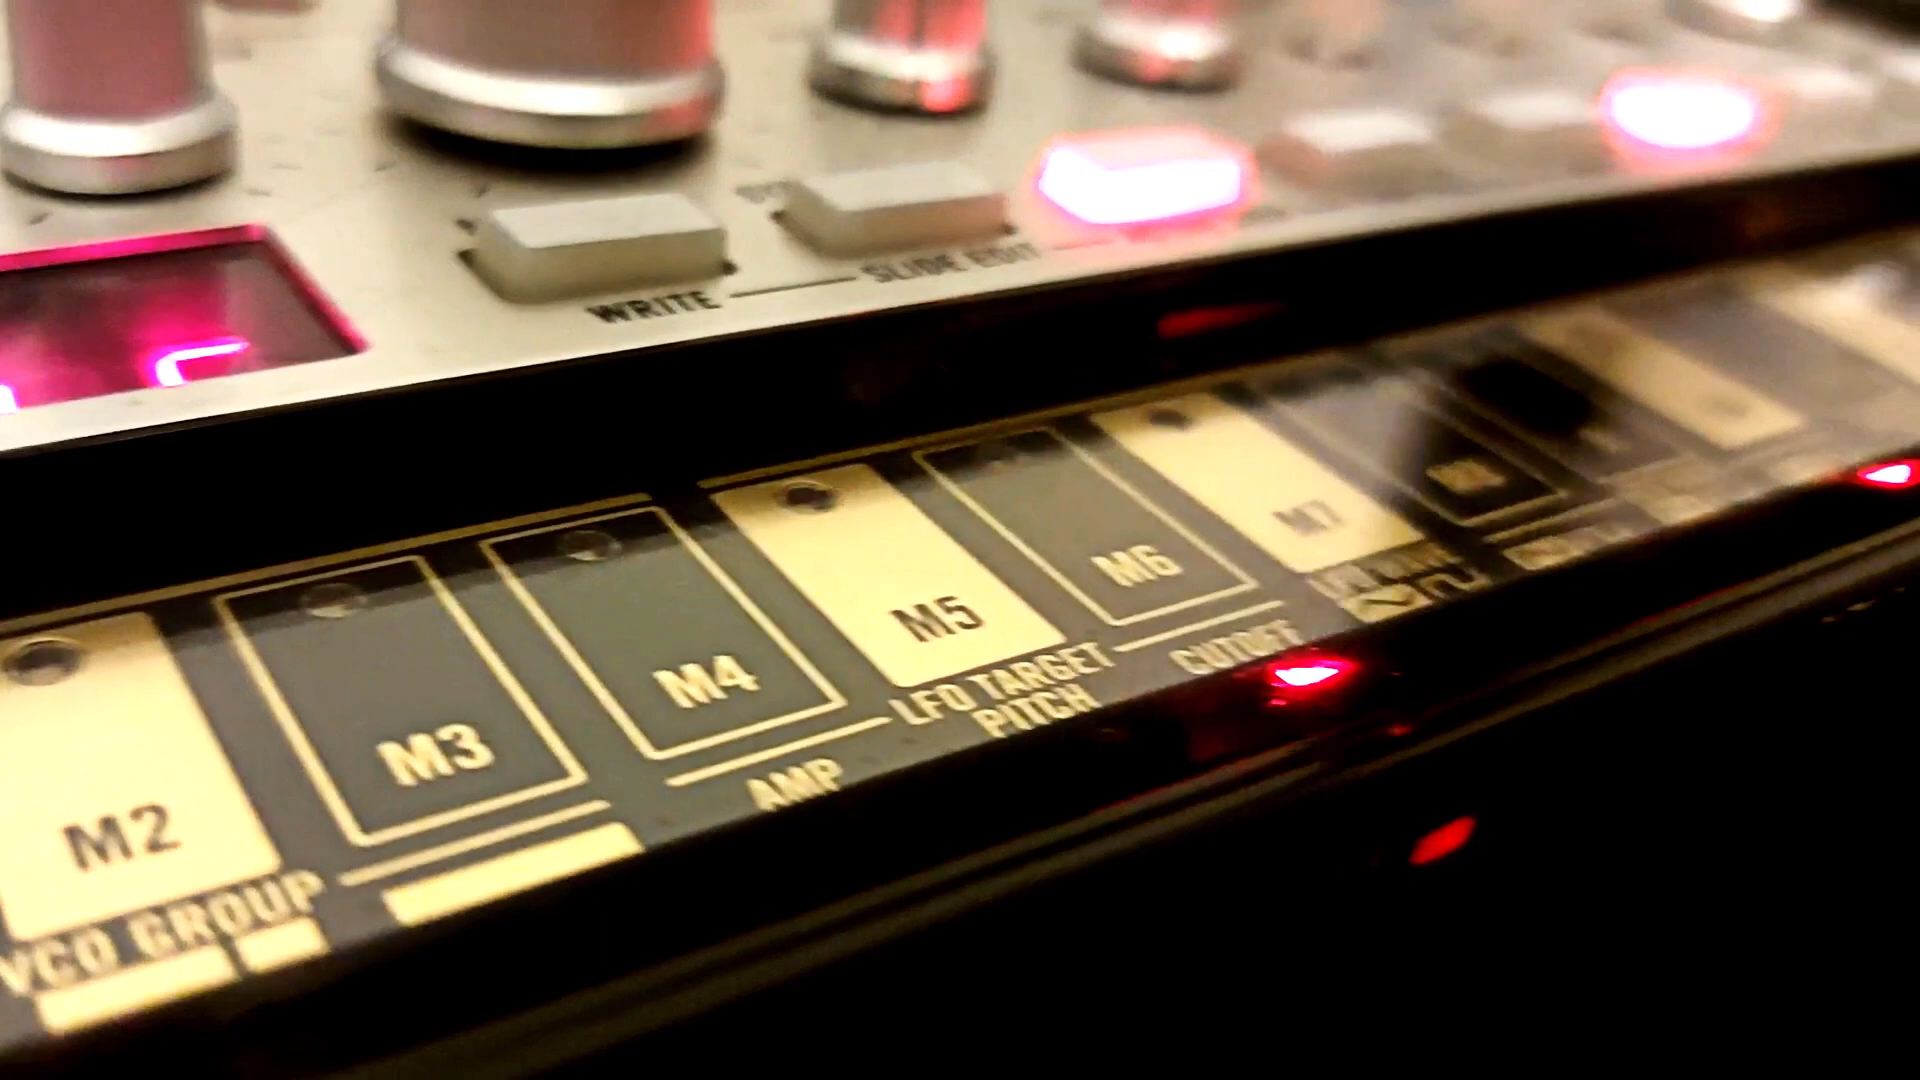 WRITE
SLIDE EDIT
M2
M3
M4
M5
M6
M7
VCO GROUP
AMP
LFO TARGET
PITCH
CUTOFF